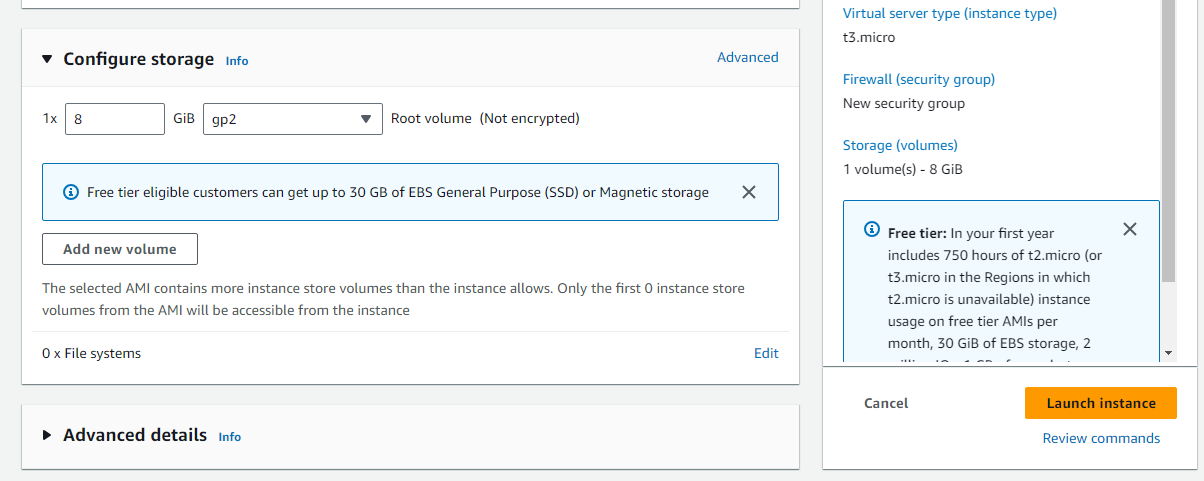 Configure storage Info Advanced
1x 8 GiB gp2 Root volume (Not encrypted)
Free tier eligible customers can get up to 30 GB of EBS General Purpose (SSD) or Magnetic storage
Add new volume
The selected AMI contains more instance store volumes than the instance allows. Only the first 0 instance store
volumes from the AMI will be accessible from the instance
0 x File systems Edit
Advanced details Info
Virtual server type (instance type)
t3.micro
Firewall (security group)
New security group
Storage (volumes)
1 volume(s) - 8 GiB
Free tier: In your first year
includes 750 hours of t2.micro (or
t3.micro in the Regions in which
t2.micro is unavailable) instance
usage on free tier AMIs per
month, 30 GiB of EBS storage, 2
Cancel Launch instance
Review commands